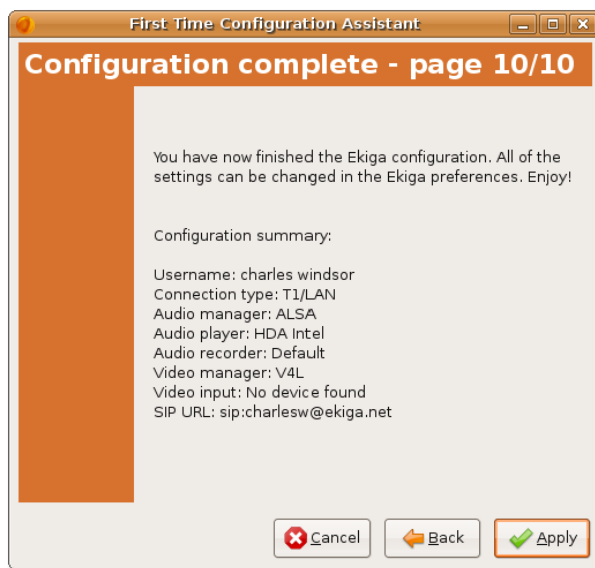 First Time Configuration Assistant
Configuration complete - page 10/10
You have now finished the Ekiga configuration. All of the
settings can be changed in the Ekiga preferences. Enjoy!
Configuration summary:
Username: charles windsor
Connection type: T1/LAN
Audio manager: ALSA
Audio player: HDA Intel
Audio recorder: Default
Video manager: V4L
Video input: No device found
SIP URL: sip:charlesw@ekiga.net
Cancel
Back
Apply